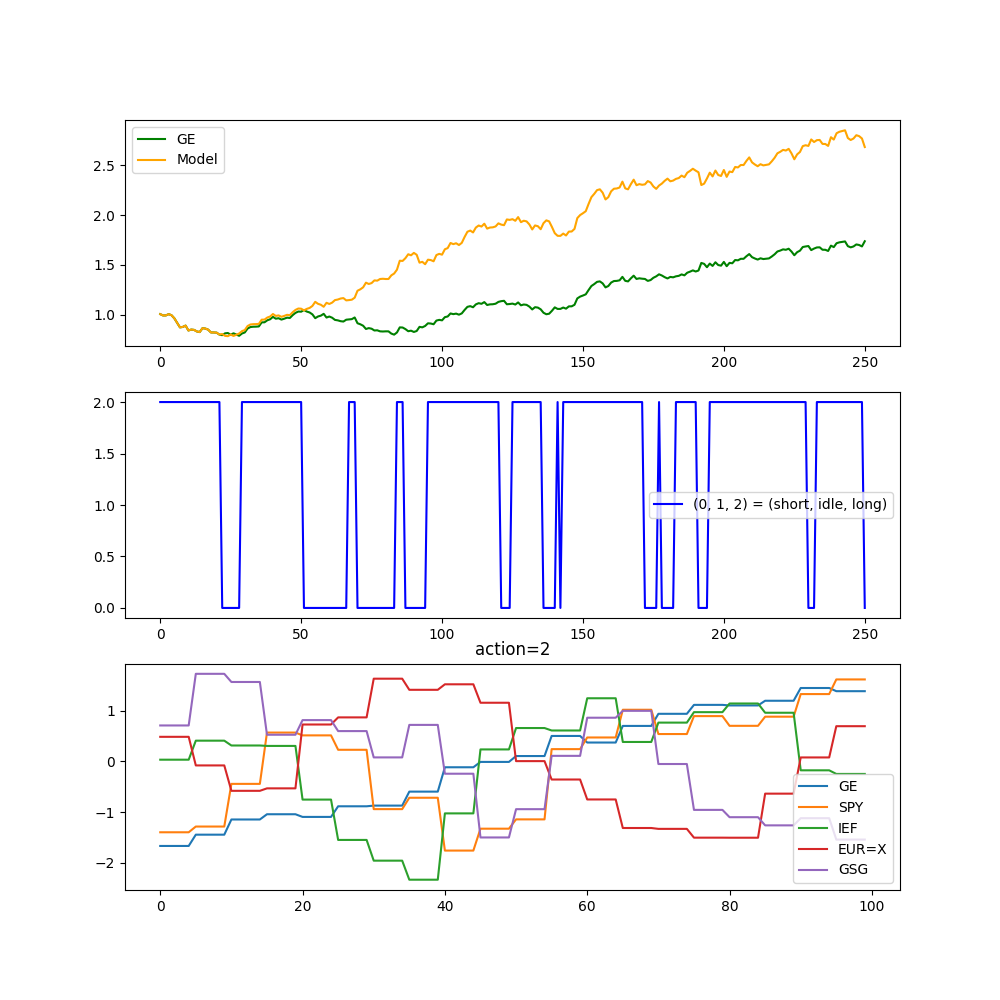 GE
Model
2.5
2.0
1.5
1.0
0 50 100 150 200 250
2.0
1.5
1.0
0.5
0.0
(0, 1, 2) = (short, idle, long)
0 50 100 150 200 250
action=2
1
0
−1
−2
GE
SPY
IEF
EUR=X
GSG
0 20 40 60 80 100